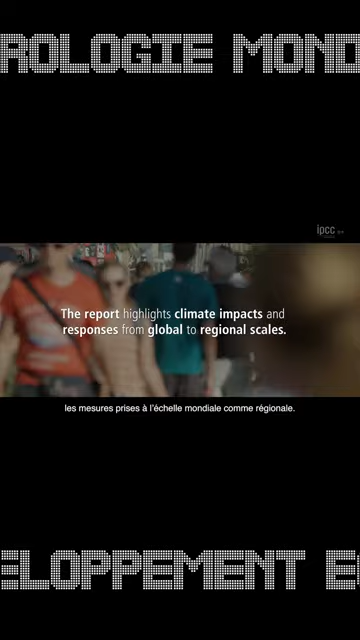 ROLOGIE MOND
ipcc
The report highlights climate impacts and
responses from global to regional scales.
les mesures prises à l'échelle mondiale comme régionale.
ELOPPEMENT E